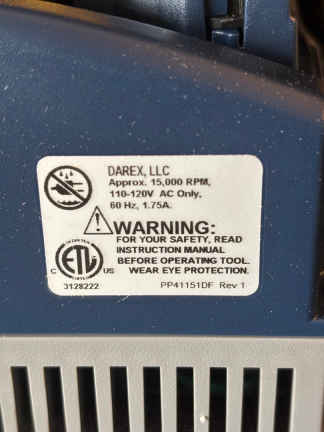 DAREX, LLC
Approx. 15,000 RPM,
110-120V AC Only,
60 Hz, 1.75A.
WARNING:
FOR YOUR SAFETY, READ
INSTRUCTION MANUAL
BEFORE OPERATING TOOL.
WEAR EYE PROTECTION.
C ETL US
3128222
PP41151DF Rev 1